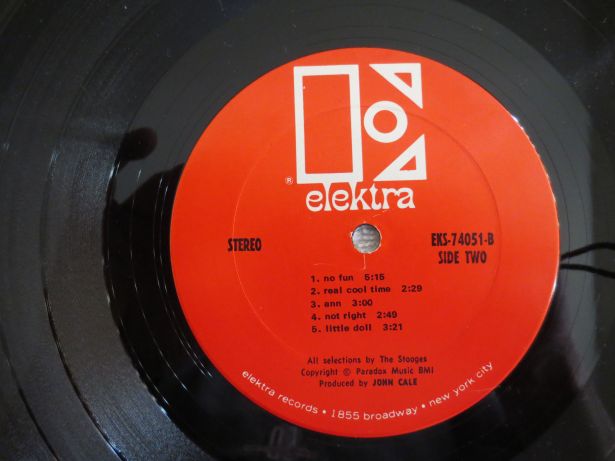 ® elektra
STEREO
EKS-74051-B
SIDE TWO
1. no fun 5:15
2. real cool time 2:29
3. ann 3:00
4. not right 2:49
5. little doll 3:21
All selections by The Stooges
Copyright © Paradox Music BMI
Produced by JOHN CALE
elektra records • 1855 broadway • new york city